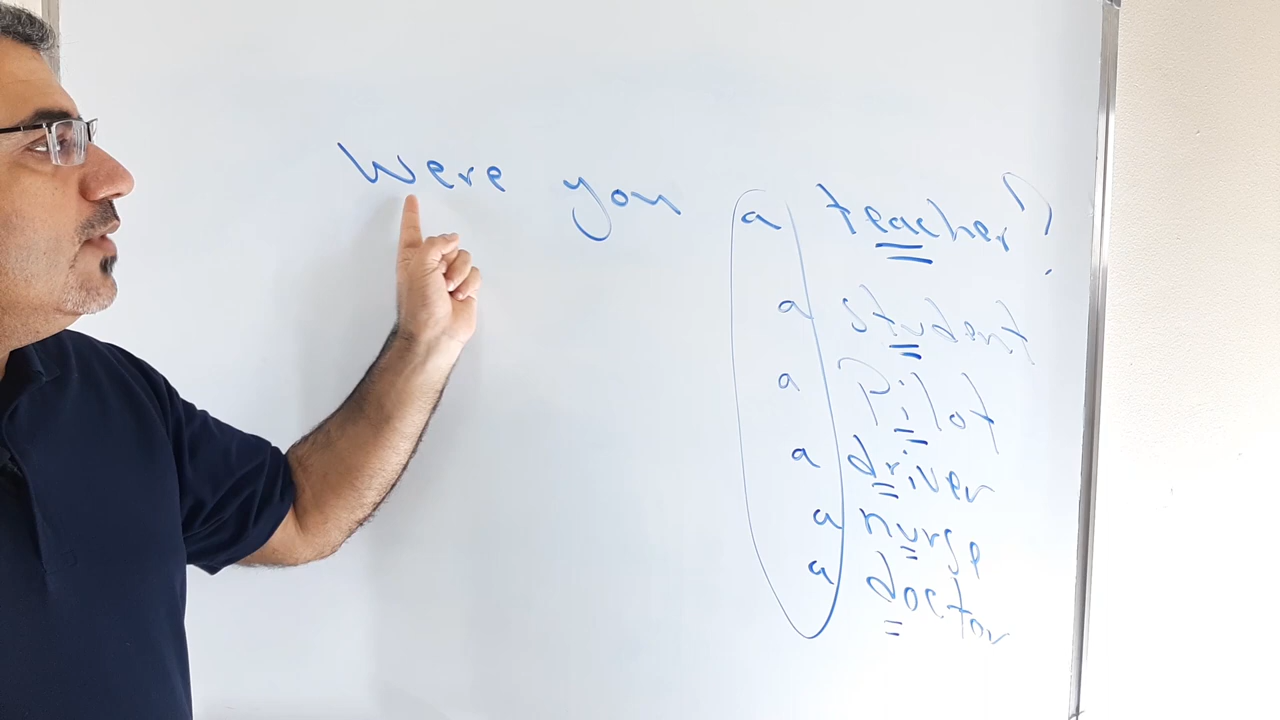 Were you a teacher?
a student
a Pilot
a driver
a nurse
a doctor